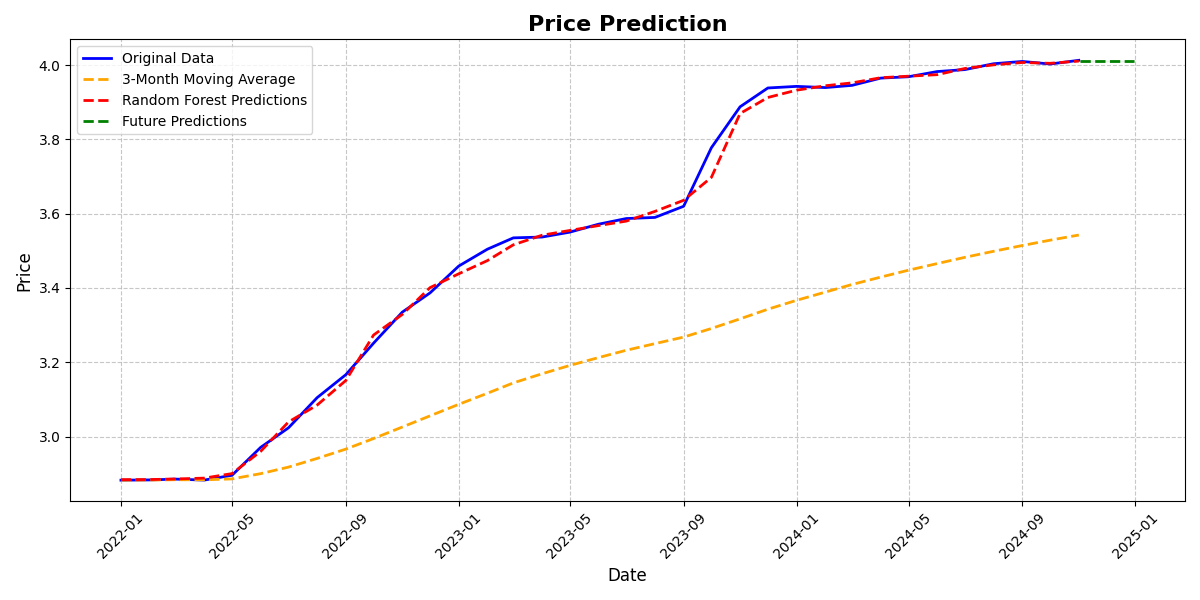 Price Prediction
Original Data
3-Month Moving Average
Random Forest Predictions
Future Predictions
Price
4.0
3.8
3.6
3.4
3.2
3.0
2022-01
2022-05
2022-09
2023-01
2023-05
2023-09
2024-01
2024-05
2024-09
2025-01
Date